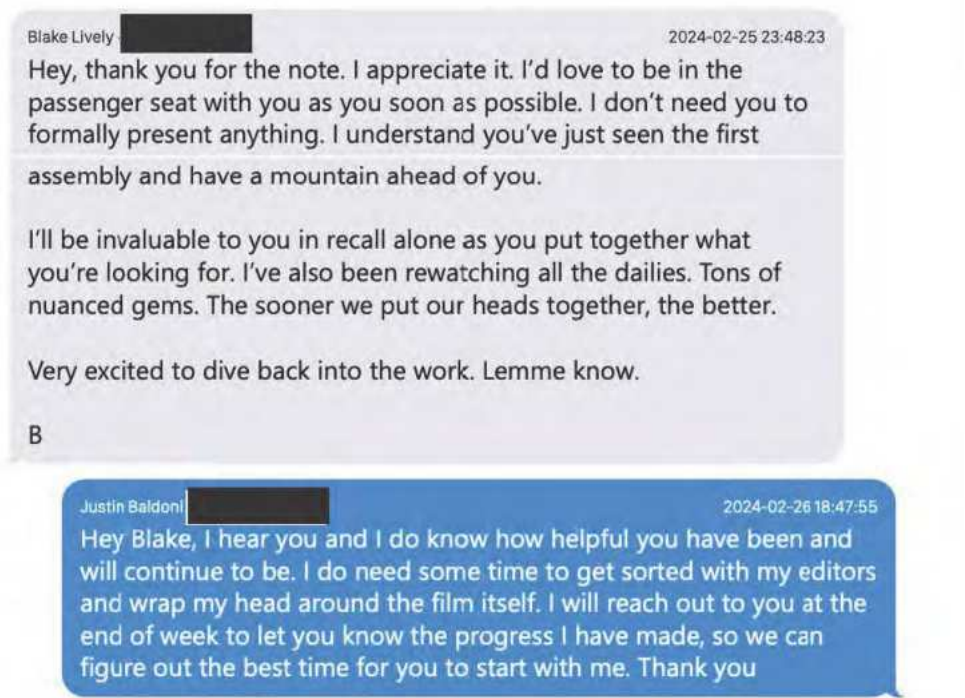 Blake Lively
2024-02-25 23:48:23
Hey, thank you for the note. I appreciate it. I'd love to be in the
passenger seat with you as you soon as possible. I don't need you to
formally present anything. I understand you've just seen the first
assembly and have a mountain ahead of you.
I'll be invaluable to you in recall alone as you put together what
you're looking for. I've also been rewatching all the dailies. Tons of
nuanced gems. The sooner we put our heads together, the better.
Very excited to dive back into the work. Lemme know.
B
Justin Baldoni
2024-02-26 18:47:55
Hey Blake, I hear you and I do know how helpful you have been and
will continue to be. I do need some time to get sorted with my editors
and wrap my head around the film itself. I will reach out to you at the
end of week to let you know the progress I have made, so we can
figure out the best time for you to start with me. Thank you